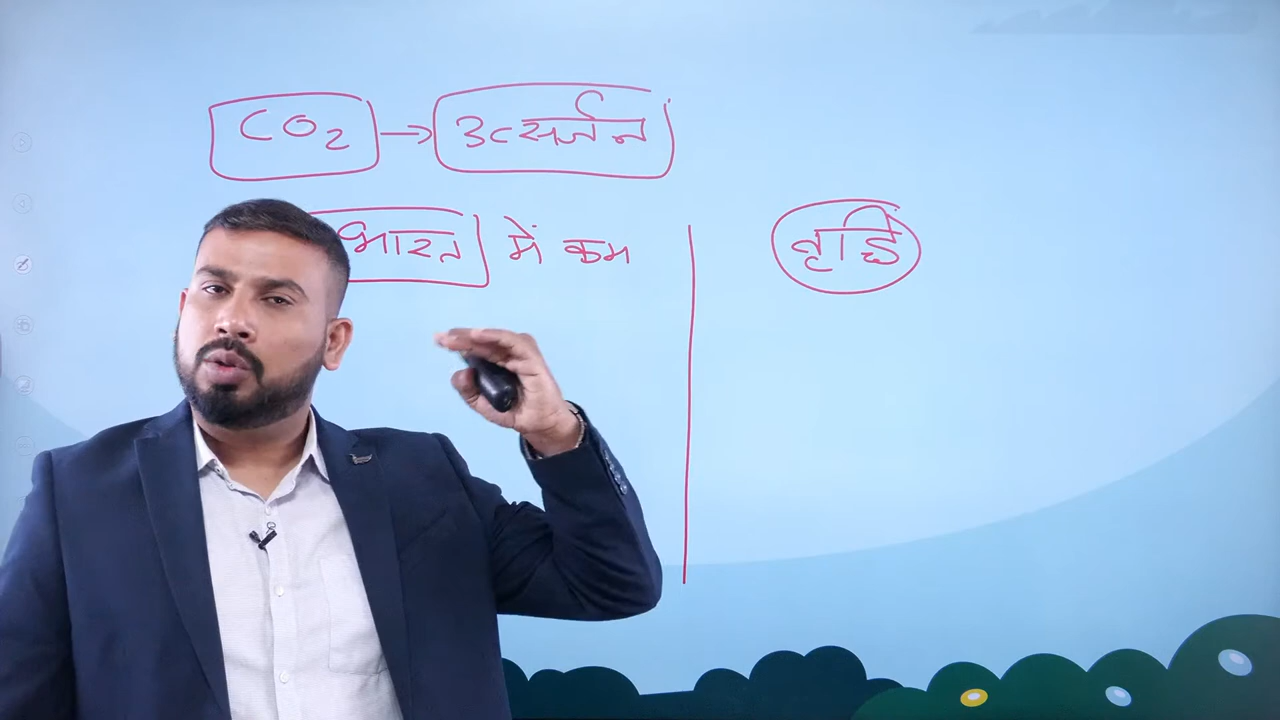 CO₂ → उत्सर्जन
भारत में कम
वृद्धि